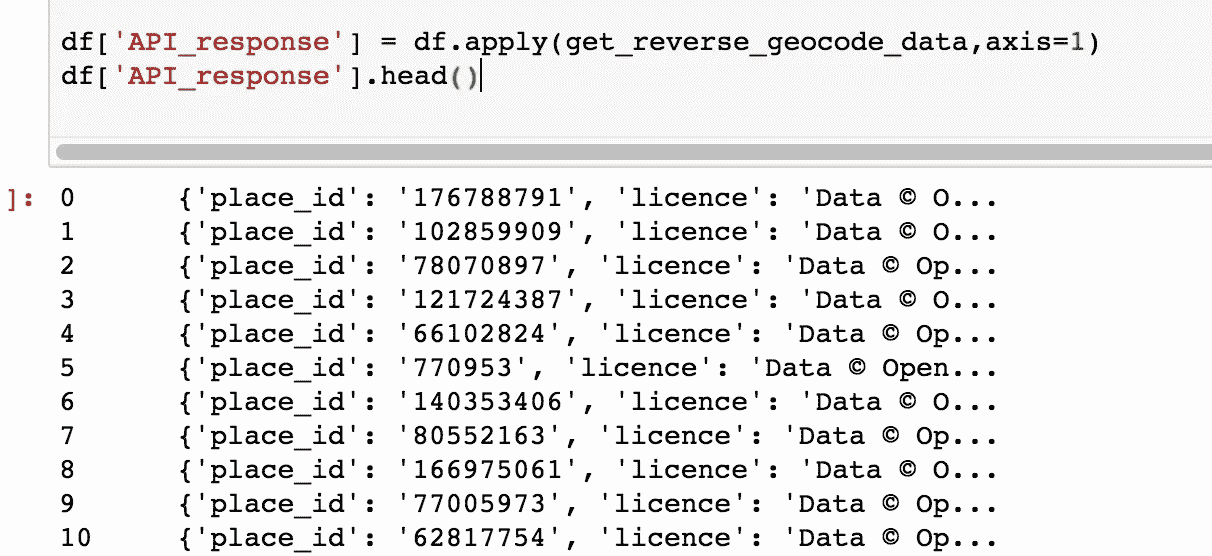 df['API_response'] = df.apply(get_reverse_geocode_data,axis=1)
df['API_response'].head()
]: 0 {'place_id': '176788791', 'licence': 'Data © O...
1 {'place_id': '102859909', 'licence': 'Data © O...
2 {'place_id': '78070897', 'licence': 'Data © Op...
3 {'place_id': '121724387', 'licence': 'Data © O...
4 {'place_id': '66102824', 'licence': 'Data © Op...
5 {'place_id': '770953', 'licence': 'Data © Open...
6 {'place_id': '140353406', 'licence': 'Data © O...
7 {'place_id': '80552163', 'licence': 'Data © Op...
8 {'place_id': '166975061', 'licence': 'Data © O...
9 {'place_id': '77005973', 'licence': 'Data © Op...
10 {'place_id': '62817754', 'licence': 'Data © Op...